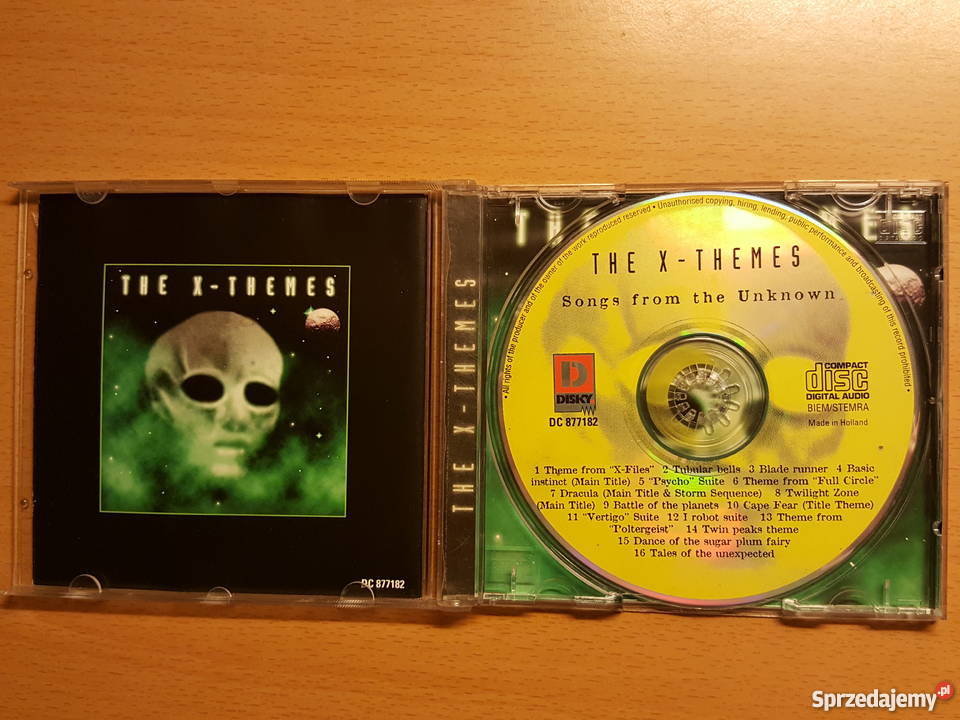 THE X-THEMES
DC 877182
THE X-THEMES
• All rights of the producer and of the owner of the work reproduced reserved • Unauthorised copying, hiring, lending, public performance and broadcasting of this record prohibited •
THE X-THEMES
Songs from the Unknown
D
DISKY
DC 877182
COMPACT
disc
DIGITAL AUDIO
BIEM/STEMRA
Made in Holland
1 Theme from "X-Files" 2 Tubular bells 3 Blade runner 4 Basic
instinct (Main Title) 5 "Psycho" Suite 6 Theme from "Full Circle"
7 Dracula (Main Title & Storm Sequence) 8 Twilight Zone
(Main Title) 9 Battle of the planets 10 Cape Fear (Title Theme)
11 "Vertigo" Suite 12 I robot suite 13 Theme from
"Poltergeist" 14 Twin peaks theme
15 Dance of the sugar plum fairy
16 Tales of the unexpected
Sprzedajemy.pl